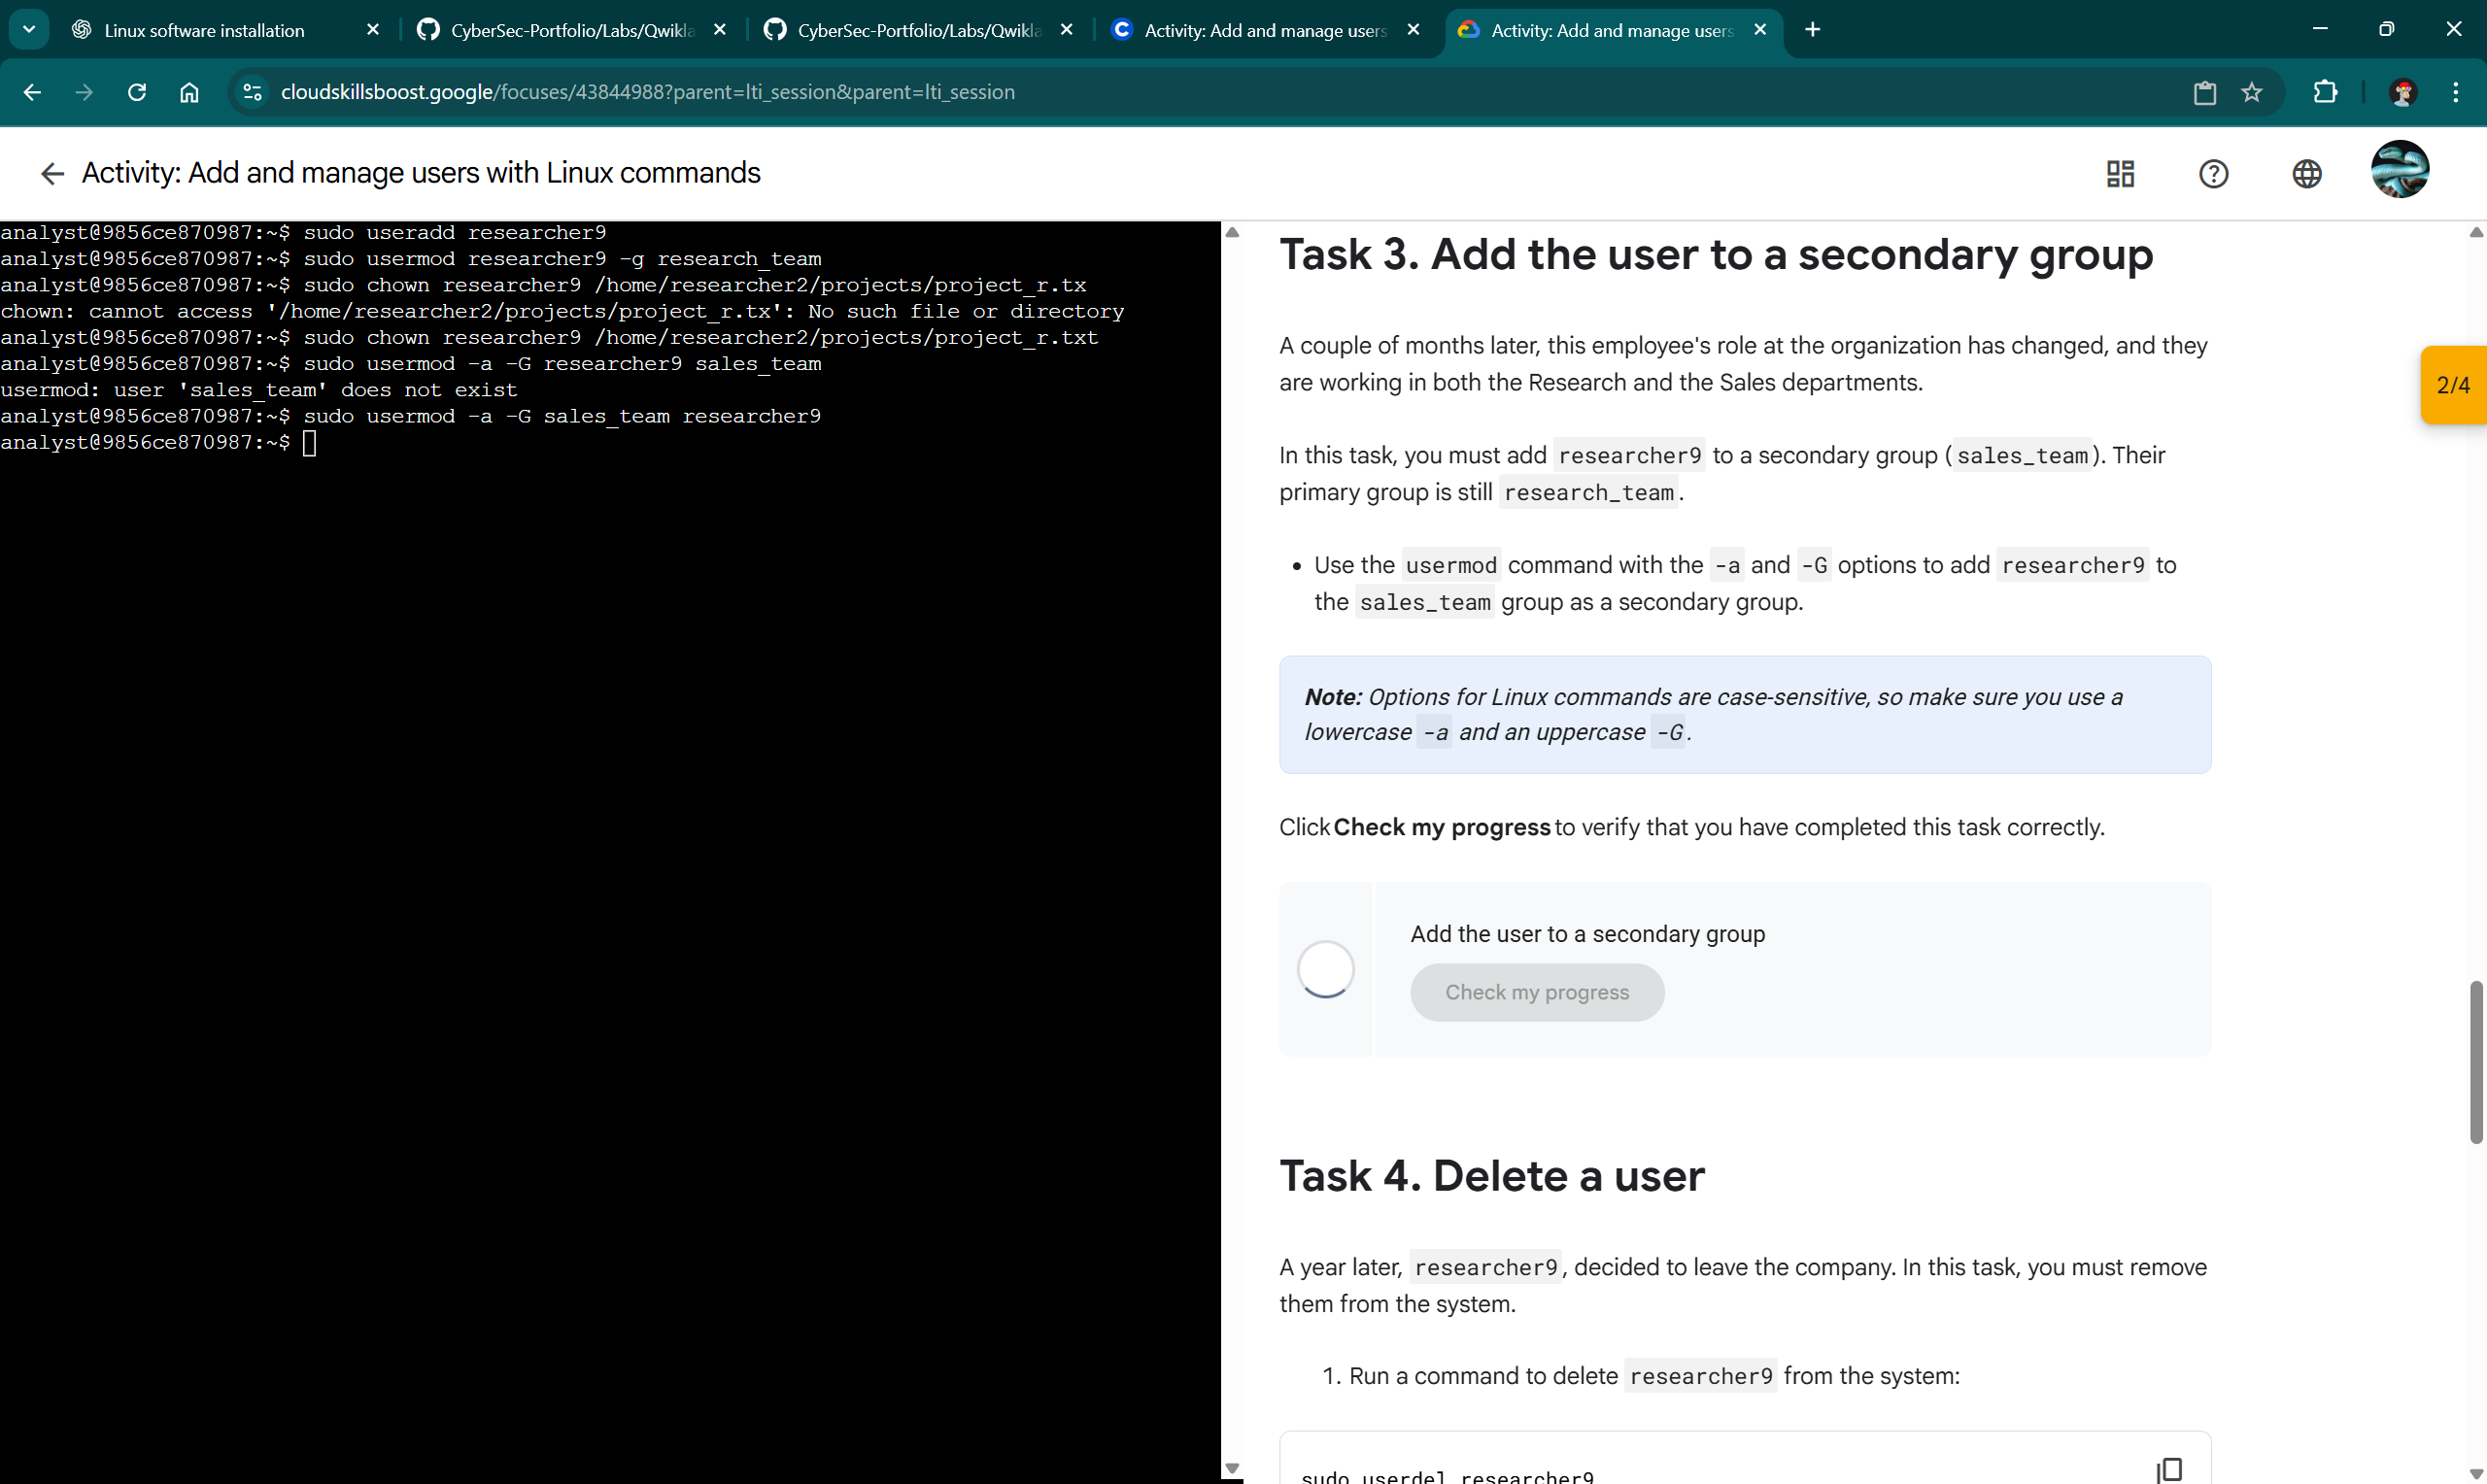 Linux software installation
CyberSec-Portfolio/Labs/Qwikla
CyberSec-Portfolio/Labs/Qwikla
Activity: Add and manage users
Activity: Add and manage users
cloudskillsboost.google/focuses/43844988?parent=lti_session&parent=lti_session
Activity: Add and manage users with Linux commands
analyst@9856ce870987:~$ sudo useradd researcher9
analyst@9856ce870987:~$ sudo usermod researcher9 -g research_team
analyst@9856ce870987:~$ sudo chown researcher9 /home/researcher2/projects/project_r.tx
chown: cannot access '/home/researcher2/projects/project_r.tx': No such file or directory
analyst@9856ce870987:~$ sudo chown researcher9 /home/researcher2/projects/project_r.txt
analyst@9856ce870987:~$ sudo usermod -a -G researcher9 sales_team
usermod: user 'sales_team' does not exist
analyst@9856ce870987:~$ sudo usermod -a -G sales_team researcher9
analyst@9856ce870987:~$
Task 3. Add the user to a secondary group
A couple of months later, this employee's role at the organization has changed, and they
are working in both the Research and the Sales departments.
2/4
In this task, you must add researcher9 to a secondary group (sales_team). Their
primary group is still research_team.
• Use the usermod command with the -a and -G options to add researcher9 to
the sales_team group as a secondary group.
Note: Options for Linux commands are case-sensitive, so make sure you use a
lowercase -a and an uppercase -G.
Click Check my progress to verify that you have completed this task correctly.
Add the user to a secondary group
Check my progress
Task 4. Delete a user
A year later, researcher9, decided to leave the company. In this task, you must remove
them from the system.
1. Run a command to delete researcher9 from the system:
sudo userdel researcher9